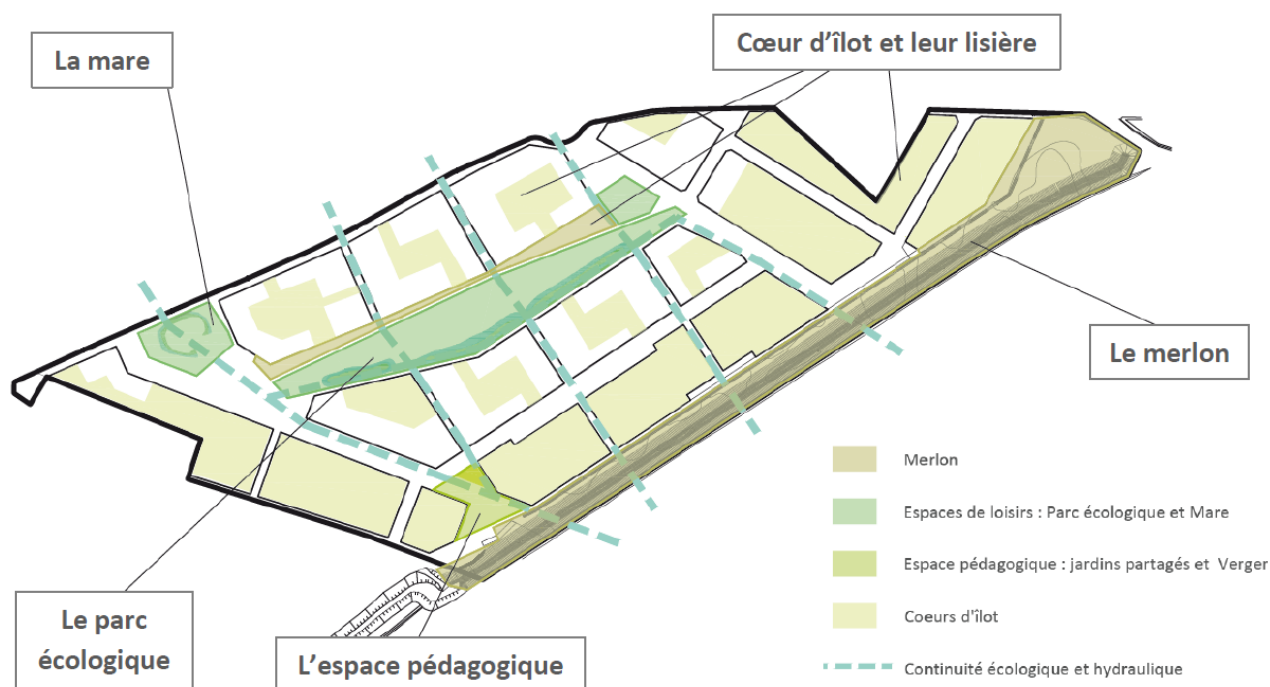 La mare
Cœur d'îlot et leur lisière
Le merlon
Merlon
Espaces de loisirs : Parc écologique et Mare
Espace pédagogique : jardins partagés et Verger
Coeurs d'îlot
Continuité écologique et hydraulique
Le parc
écologique
L'espace pédagogique